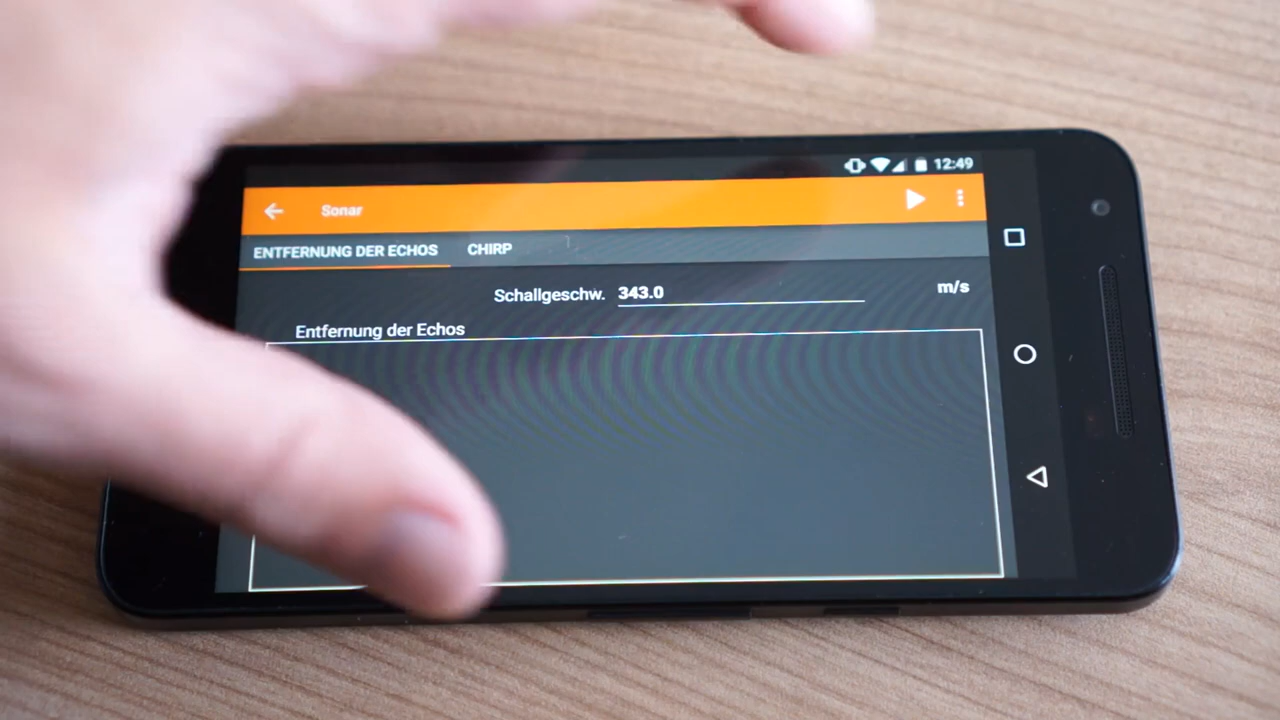 12:49
Sonar
ENTFERNUNG DER ECHOS CHIRP
Schallgeschw. 343.0 m/s
Entfernung der Echos